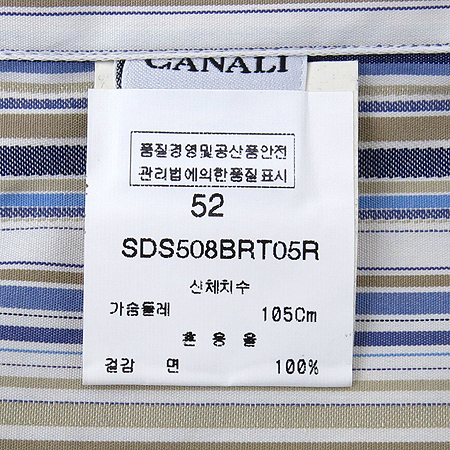 CANALI
품질경영및공산품안전
관리법에의한품질표시
52
SDS508BRT05R
신체치수
가슴둘레 105Cm
혼용율
겉감 면 100%